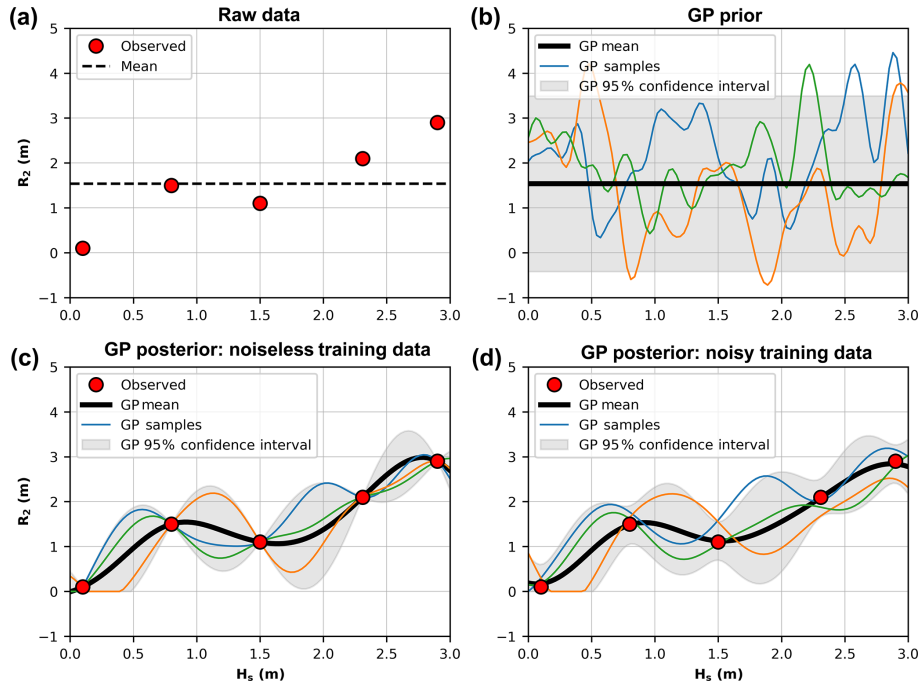 (a)
Raw data
Observed
Mean
5
4
3
2
1
0
−1
R₂ (m)
0.0 0.5 1.0 1.5 2.0 2.5 3.0
(b)
GP prior
GP mean
GP samples
GP 95% confidence interval
5
4
3
2
1
0
−1
R₂ (m)
0.0 0.5 1.0 1.5 2.0 2.5 3.0
(c)
GP posterior: noiseless training data
Observed
GP mean
GP samples
GP 95% confidence interval
5
4
3
2
1
0
−1
R₂ (m)
0.0 0.5 1.0 1.5 2.0 2.5 3.0
Hₛ (m)
(d)
GP posterior: noisy training data
Observed
GP mean
GP samples
GP 95% confidence interval
5
4
3
2
1
0
−1
0.0 0.5 1.0 1.5 2.0 2.5 3.0
Hₛ (m)